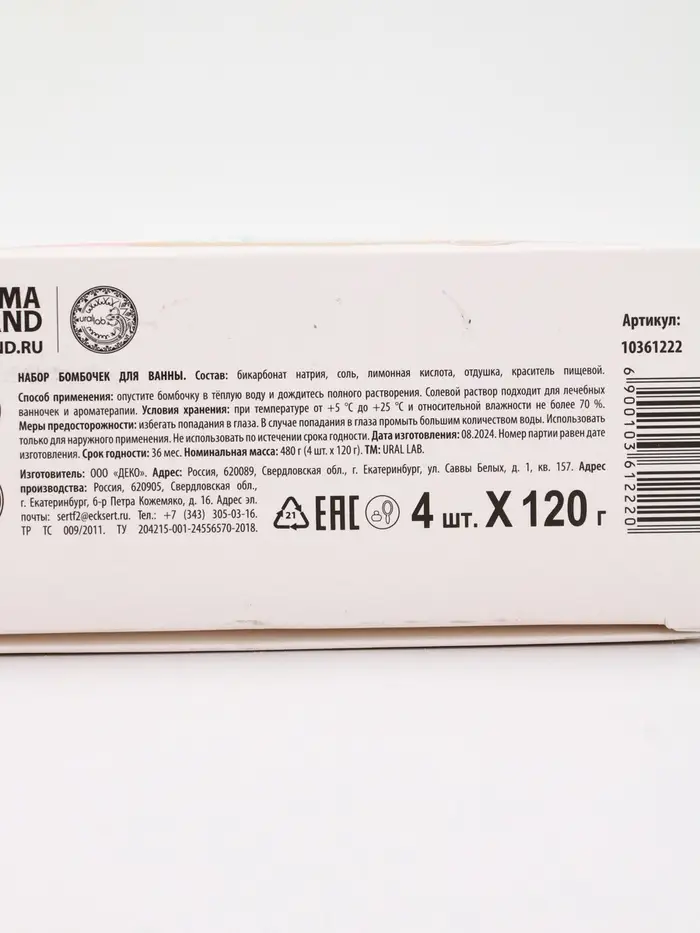 MA
AND
ND.RU
ural lab
Артикул:
10361222
НАБОР БОМБОЧЕК ДЛЯ ВАННЫ. Состав: бикарбонат натрия, соль, лимонная кислота, отдушка, краситель пищевой.
Способ применения: опустите бомбочку в тёплую воду и дождитесь полного растворения. Солевой раствор подходит для лечебных
ванночек и ароматерапии. Условия хранения: при температуре от +5 °C до +25 °C и относительной влажности не более 70 %.
Меры предосторожности: избегать попадания в глаза. В случае попадания в глаза промыть большим количеством воды. Использовать
только для наружного применения. Не использовать по истечении срока годности. Дата изготовления: 08.2024. Номер партии равен дате
изготовления. Срок годности: 36 мес. Номинальная масса: 480 г (4 шт. х 120 г). ТМ: URAL LAB.
Изготовитель: ООО «ДЕКО». Адрес: Россия, 620089, Свердловская обл., г. Екатеринбург, ул. Саввы Белых, д. 1, кв. 157. Адрес
производства: Россия, 620905, Свердловская обл.,
г. Екатеринбург, б-р Петра Кожемяко, д. 16. Адрес эл.
почты: sertf2@ecksert.ru. Тел.: +7 (343) 305-03-16.
ТР ТС 009/2011. ТУ 204215-001-24556570-2018.
21
EAC
4 шт. X 120 г
6 900103 612220